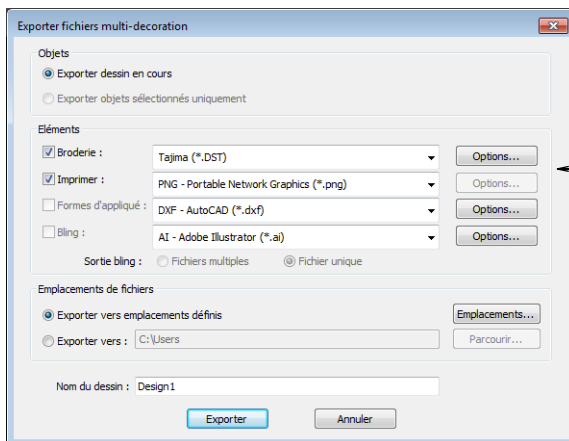 Exporter fichiers multi-decoration
Objets
Exporter dessin en cours
Exporter objets sélectionnés uniquement
Eléments
Broderie : Tajima (*.DST) Options...
Imprimer : PNG - Portable Network Graphics (*.png) Options...
Formes d'appliqué : DXF - AutoCAD (*.dxf) Options...
Bling : AI - Adobe Illustrator (*.ai) Options...
Sortie bling : Fichiers multiples Fichier unique
Emplacements de fichiers
Exporter vers emplacements définis Emplacements...
Exporter vers : C:\Users Parcourir...
Nom du dessin : Design1
Exporter Annuler